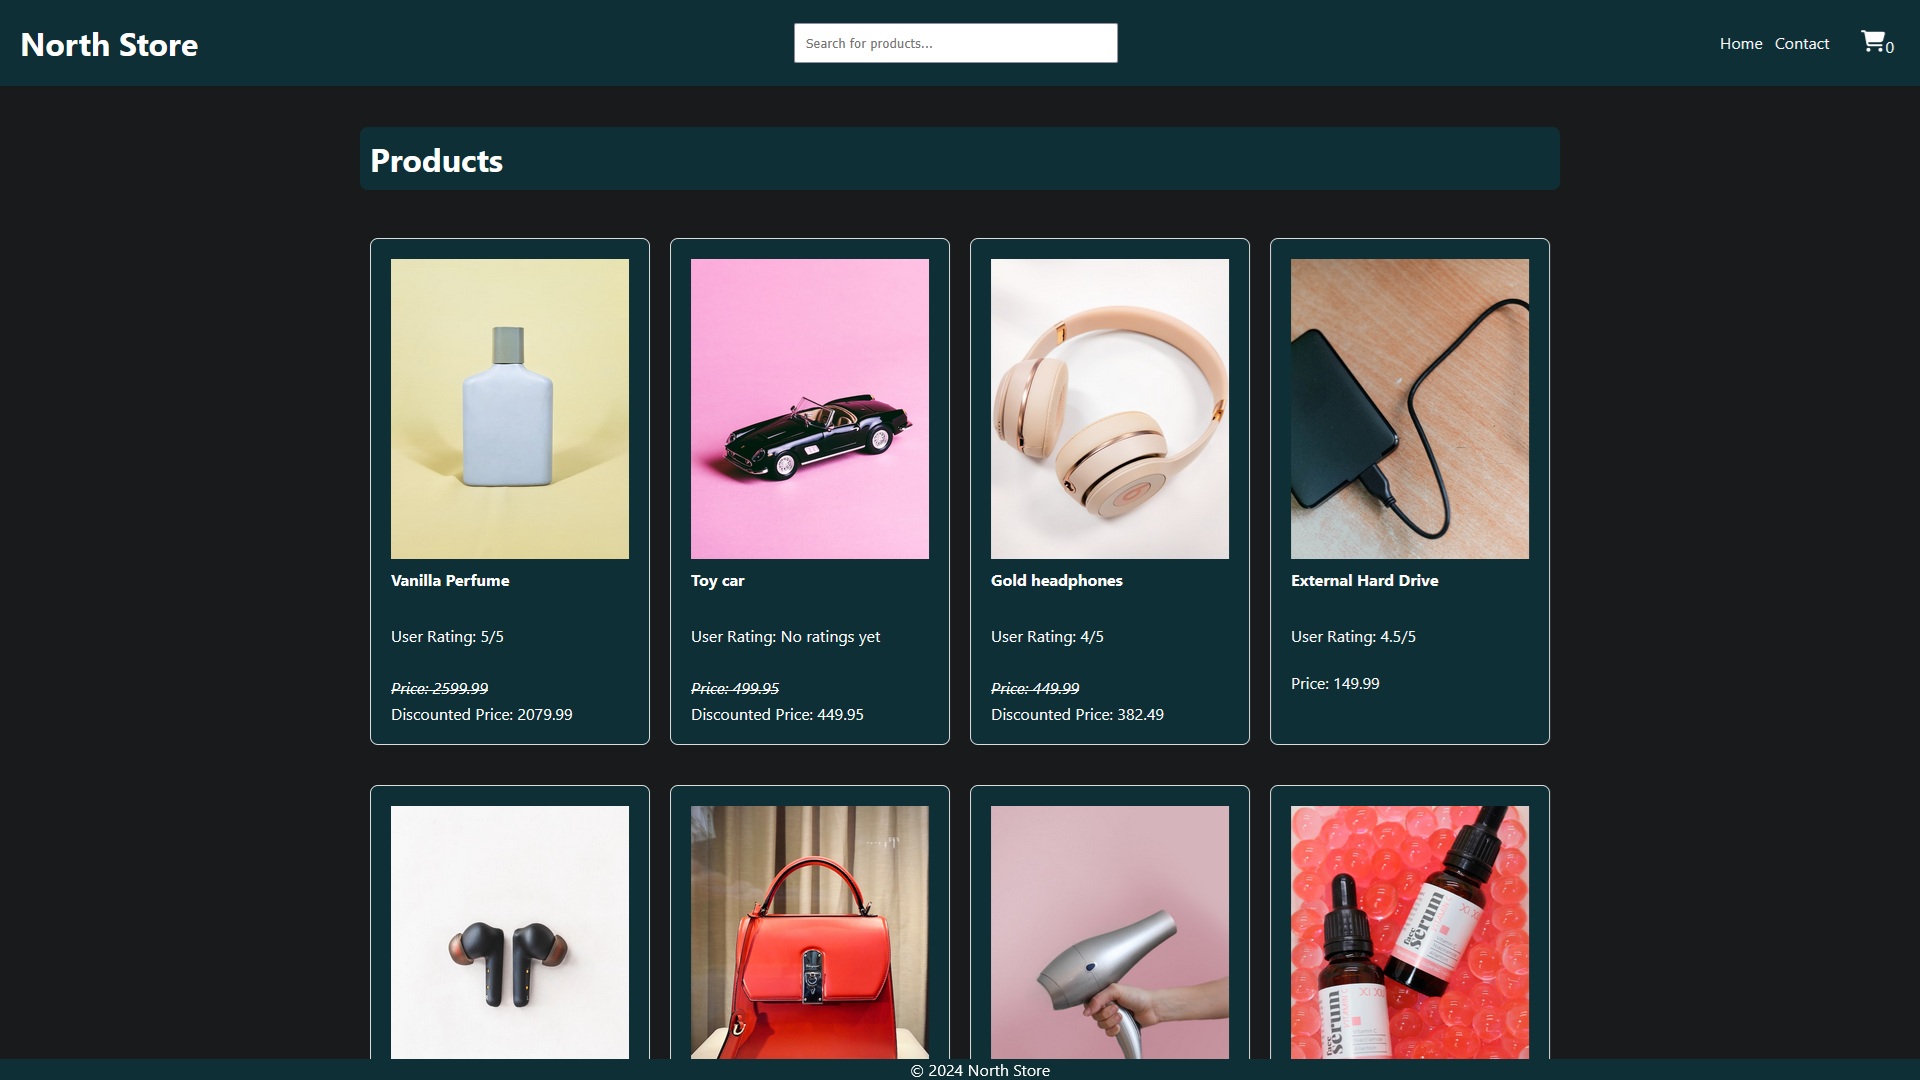 North Store
Search for products...
Home
Contact
0
Products
Vanilla Perfume
User Rating: 5/5
Price: 2599.99
Discounted Price: 2079.99
Toy car
User Rating: No ratings yet
Price: 499.95
Discounted Price: 449.95
Gold headphones
User Rating: 4/5
Price: 449.99
Discounted Price: 382.49
External Hard Drive
User Rating: 4.5/5
Price: 149.99
face
serum
face
serum
© 2024 North Store